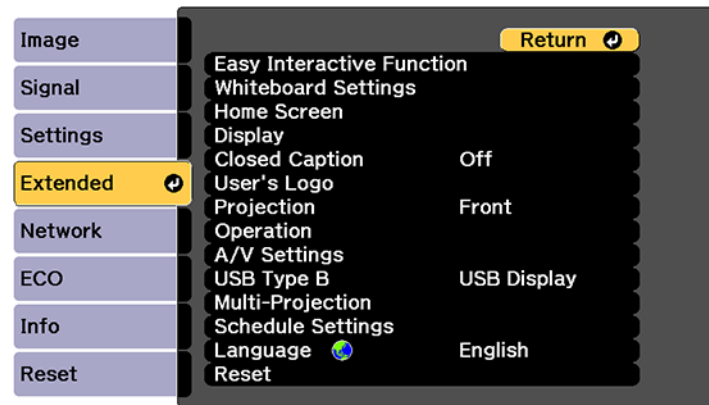 Image
Signal
Settings
Extended
Network
ECO
Info
Reset
Return
Easy Interactive Function
Whiteboard Settings
Home Screen
Display
Closed Caption Off
User's Logo
Projection Front
Operation
A/V Settings
USB Type B USB Display
Multi-Projection
Schedule Settings
Language English
Reset